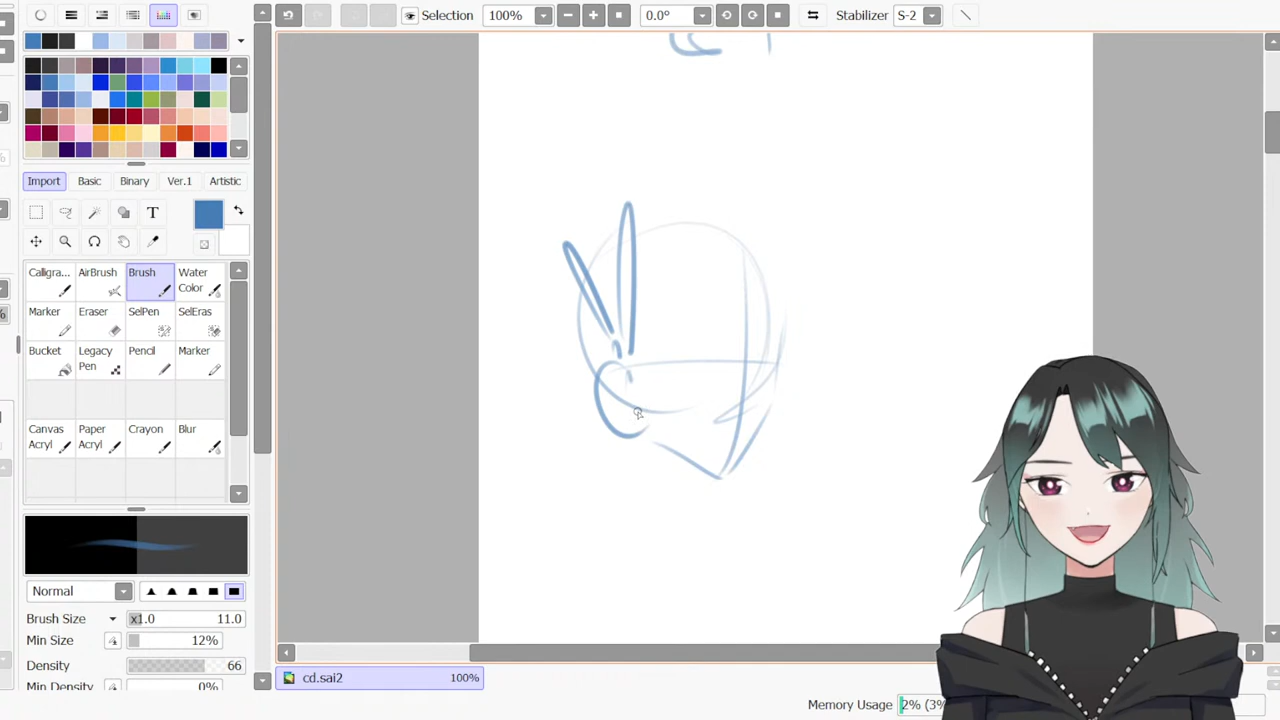 Selection 100% 0.0° Stabilizer S-2
Import Basic Binary Ver.1 Artistic
T
Calligra... AirBrush Brush Water Color
Marker Eraser SelPen SelEras
Bucket Legacy Pen Pencil Marker
Canvas Acryl Paper Acryl Crayon Blur
Normal
Brush Size x1.0 11.0
Min Size 12%
Density 66
Min Density 0%
cd.sai2 100%
Memory Usage 2% (3%